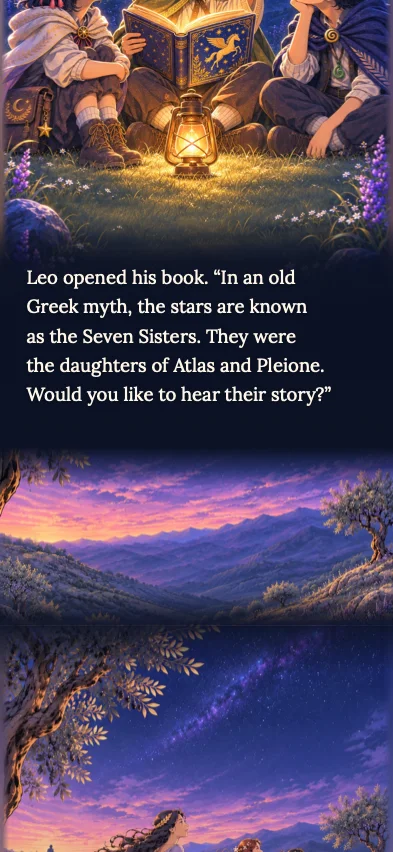 Leo opened his book. “In an old
Greek myth, the stars are known
as the Seven Sisters. They were
the daughters of Atlas and Pleione.
Would you like to hear their story?”